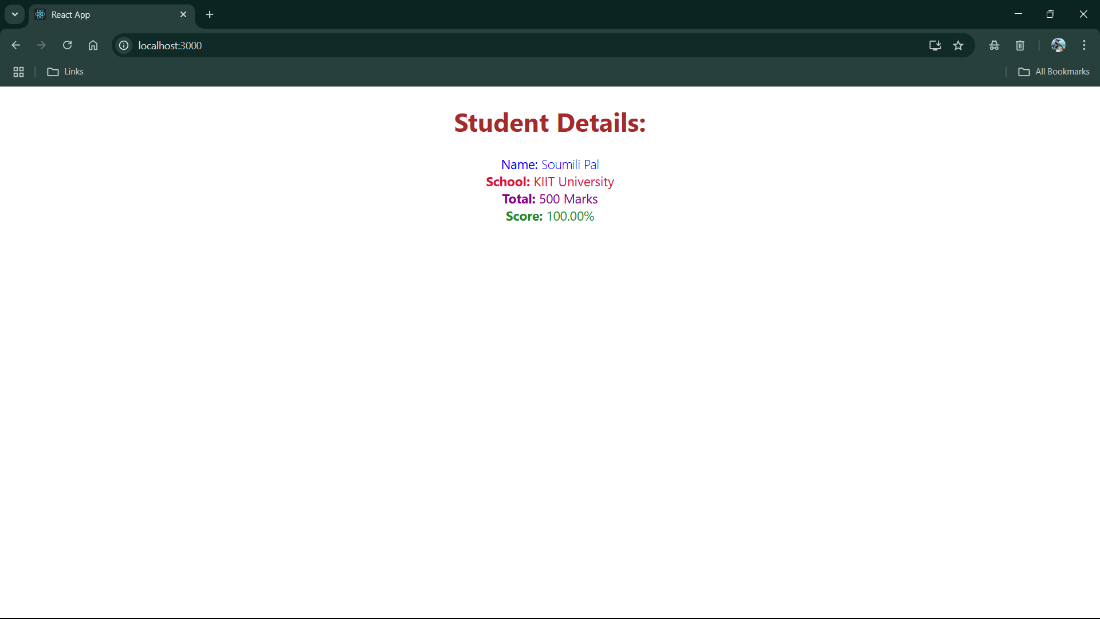 React App
localhost:3000
Links
All Bookmarks
Student Details:
Name: Soumili Pal
School: KIIT University
Total: 500 Marks
Score: 100.00%